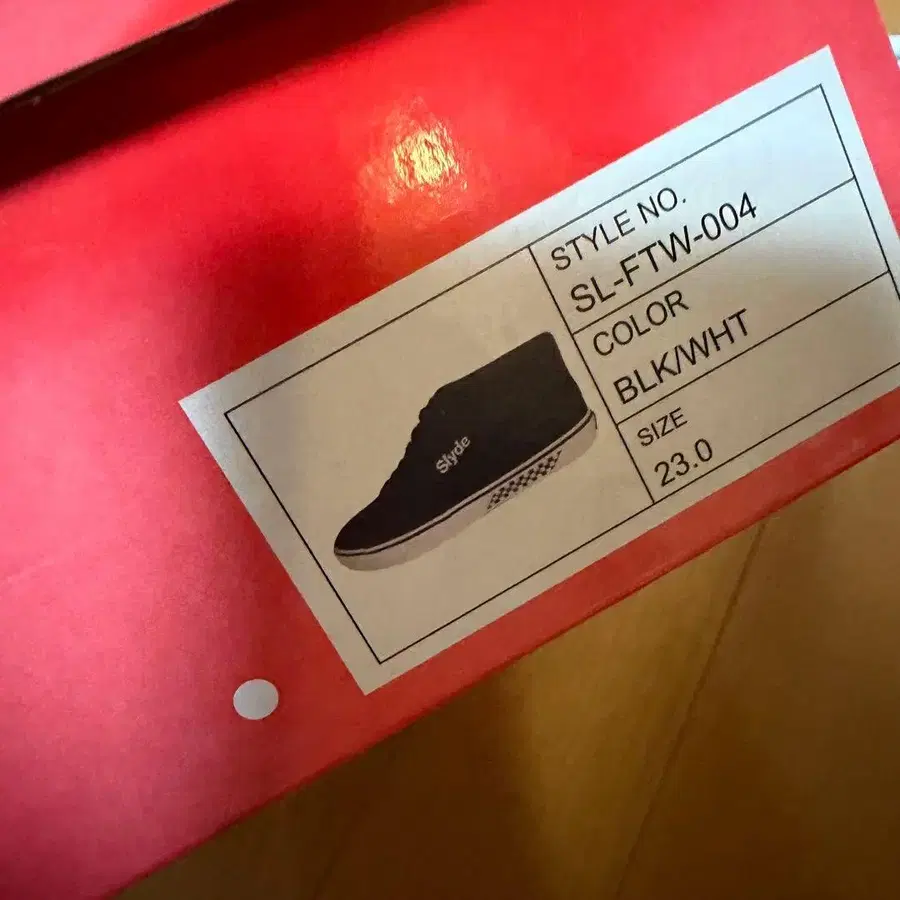 STYLE NO.
SL-FTW-004
COLOR
BLK/WHT
SIZE
23.0
Slyde